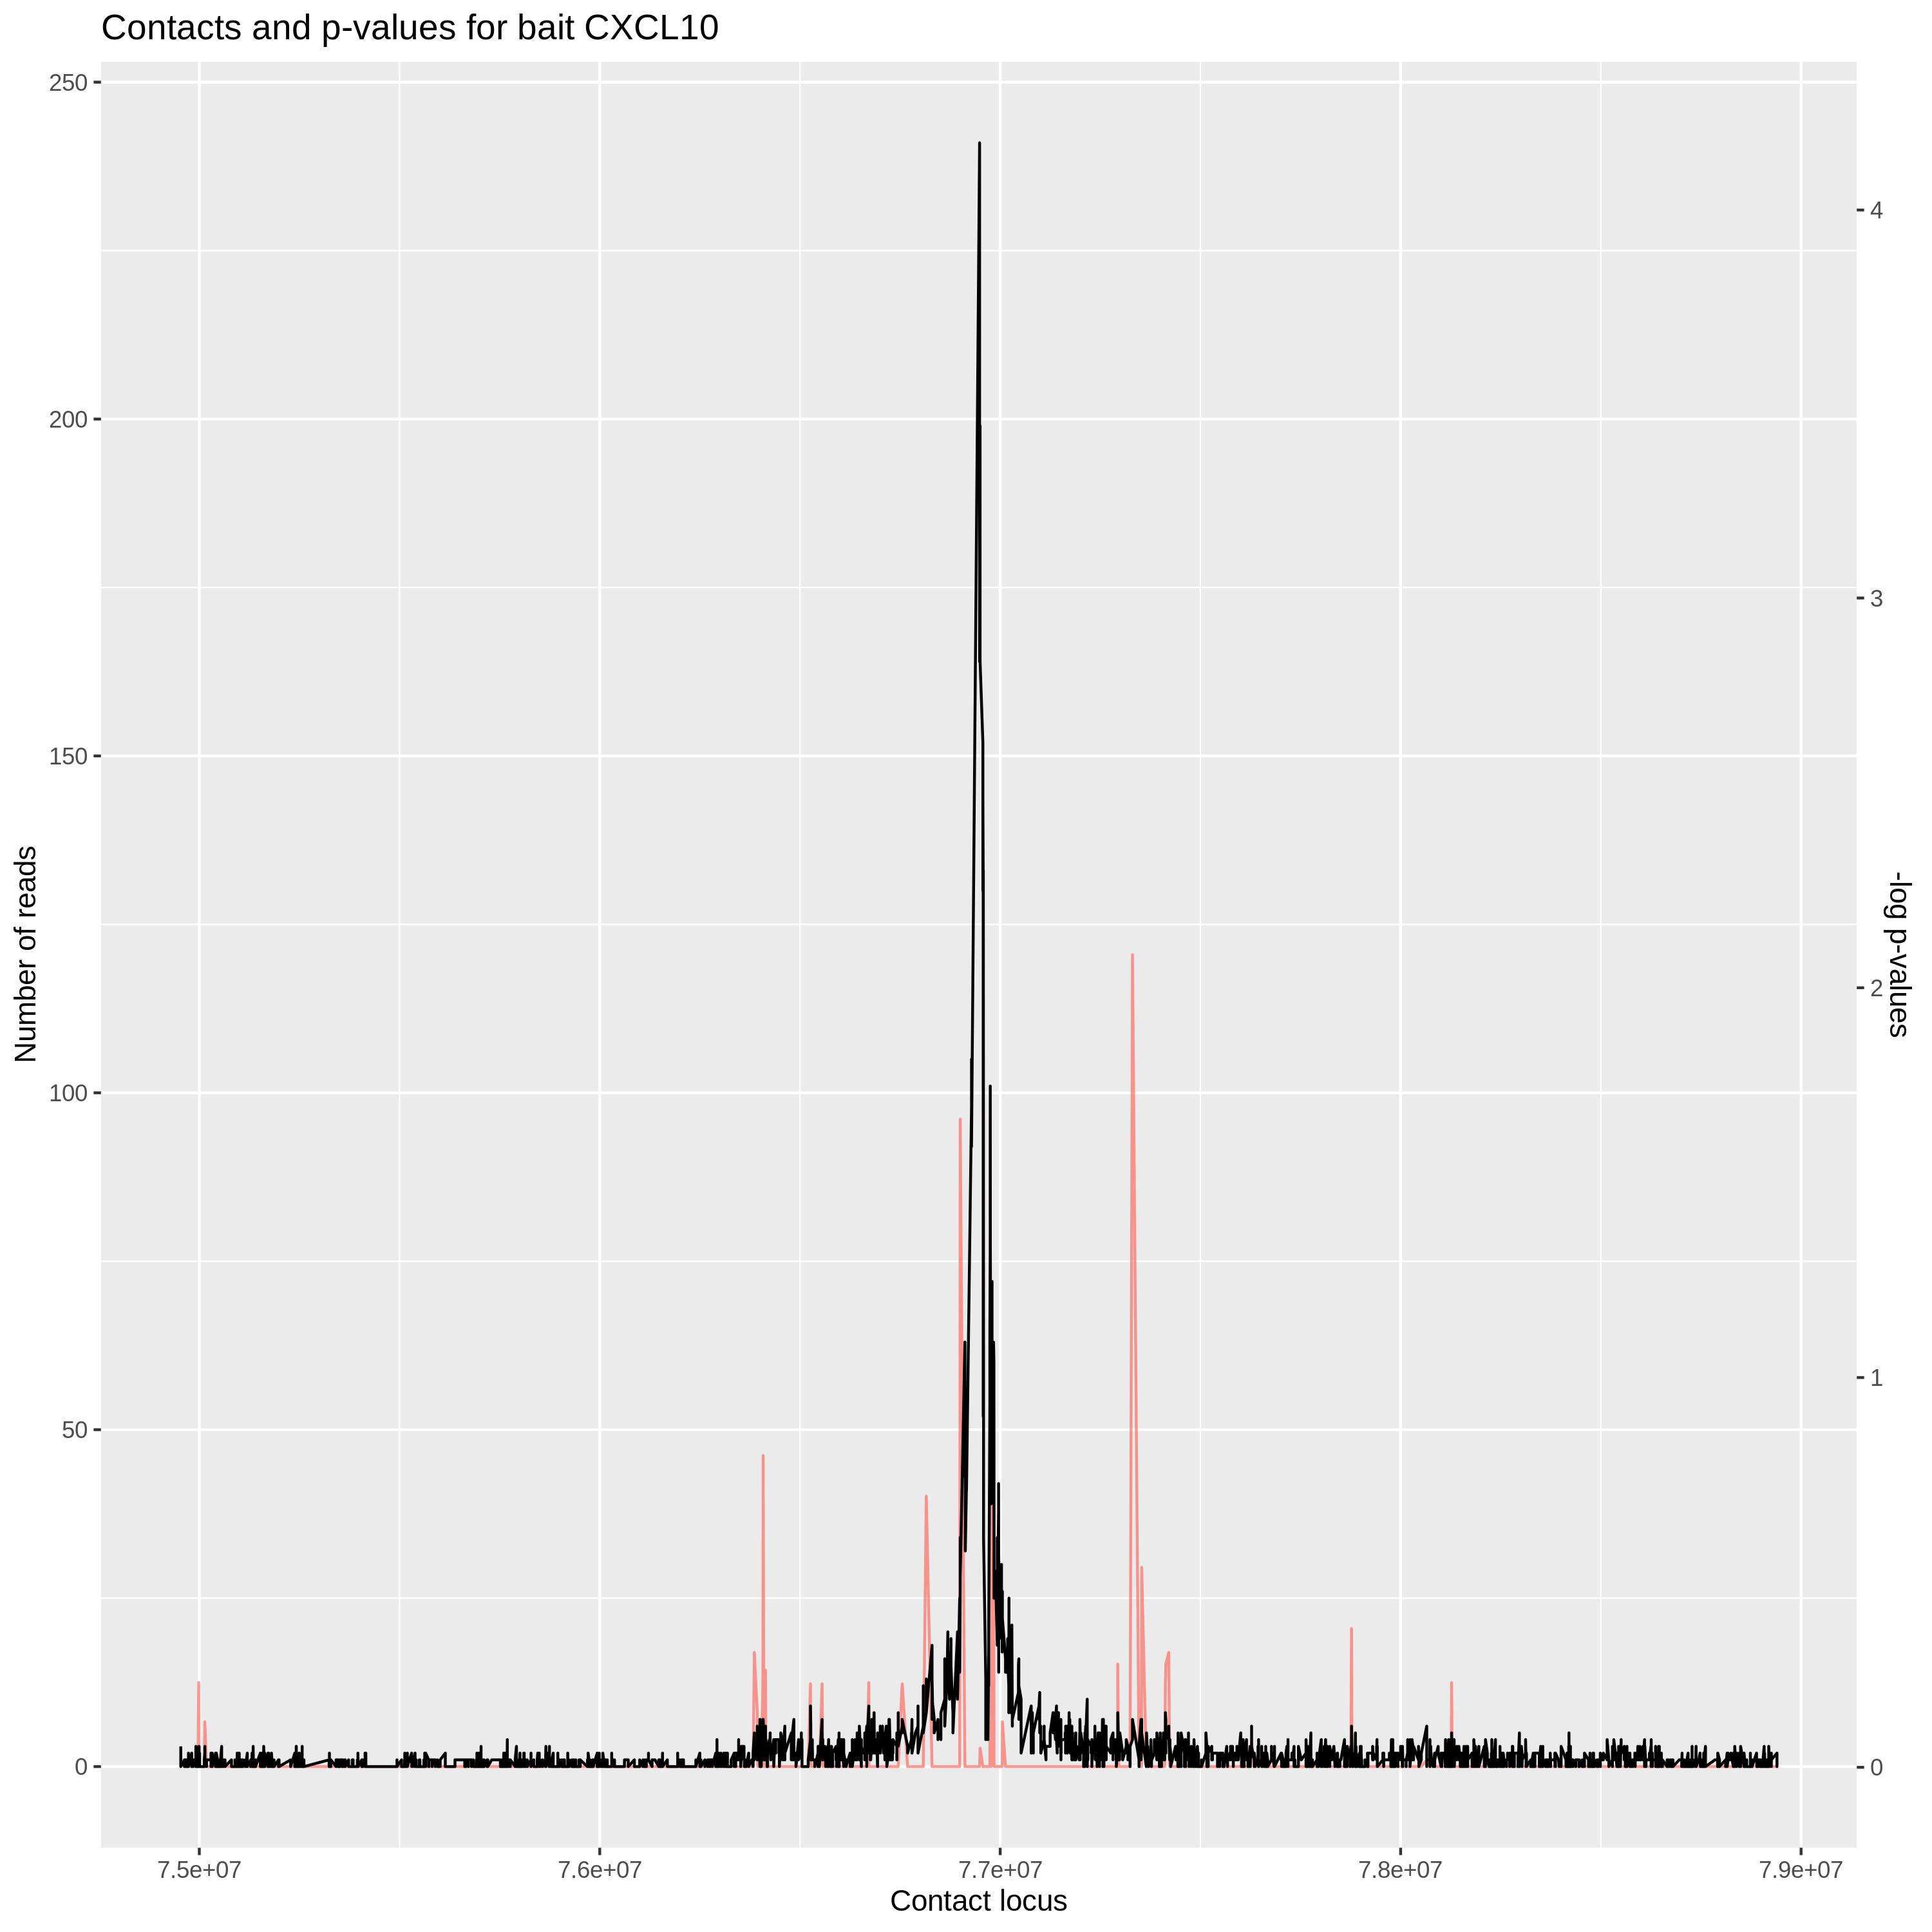 Contacts and p-values for bait CXCL10
250
200
150
100
50
0
Number of reads
4
3
2
1
0
-log p-values
7.5e+07
7.6e+07
7.7e+07
7.8e+07
7.9e+07
Contact locus